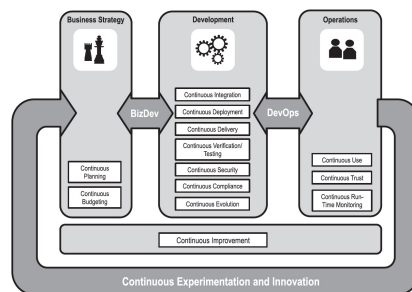 Business Strategy
Development
Operations
BizDev
DevOps
Continuous
Planning
Continuous
Budgeting
Continuous Integration
Continuous Deployment
Continuous Delivery
Continuous Verification/
Testing
Continuous Security
Continuous Compliance
Continuous Evolution
Continuous Use
Continuous Trust
Continuous Run-
Time Monitoring
Continuous Improvement
Continuous Experimentation and Innovation